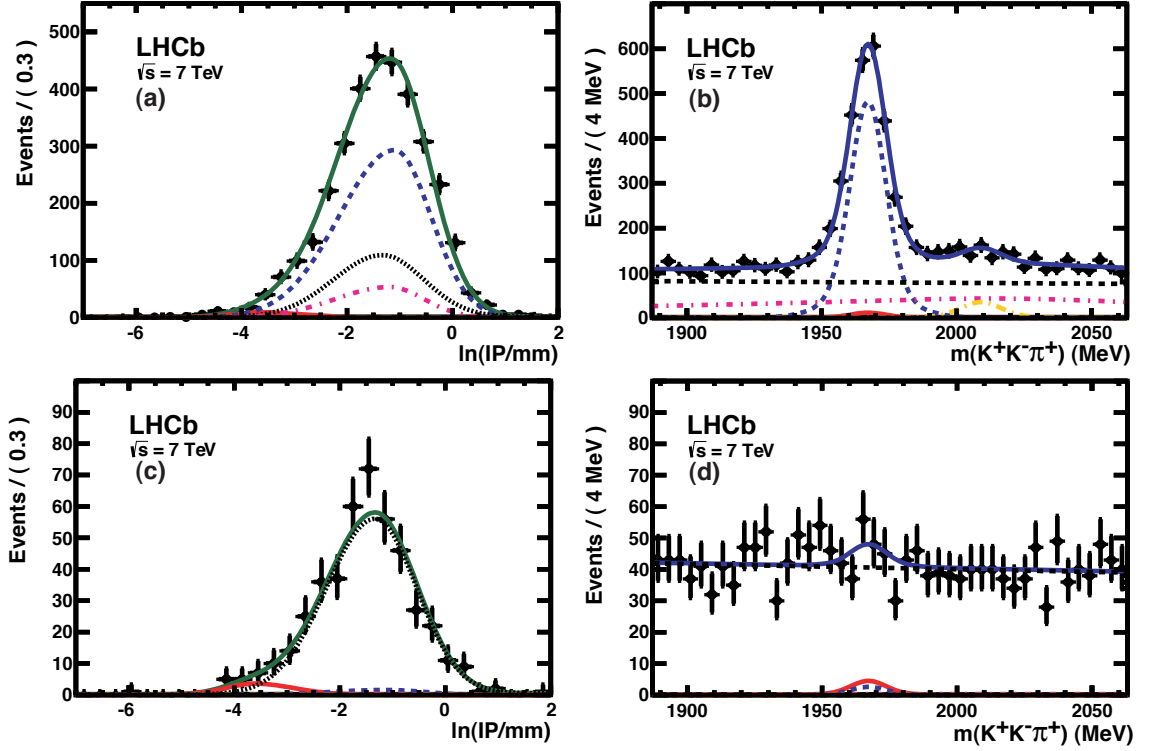 LHCb
√s = 7 TeV
(a)
Events / ( 0.3 )
500
400
300
200
100
0
-6
-4
-2
0
2
ln(IP/mm)
LHCb
√s = 7 TeV
(b)
Events / ( 4 MeV )
600
500
400
300
200
100
0
1900
1950
2000
2050
m(K⁺K⁻π⁺) (MeV)
LHCb
√s = 7 TeV
(c)
Events / ( 0.3 )
90
80
70
60
50
40
30
20
10
0
-6
-4
-2
0
2
ln(IP/mm)
LHCb
√s = 7 TeV
(d)
Events / ( 4 MeV )
90
80
70
60
50
40
30
20
10
0
1900
1950
2000
2050
m(K⁺K⁻π⁺) (MeV)